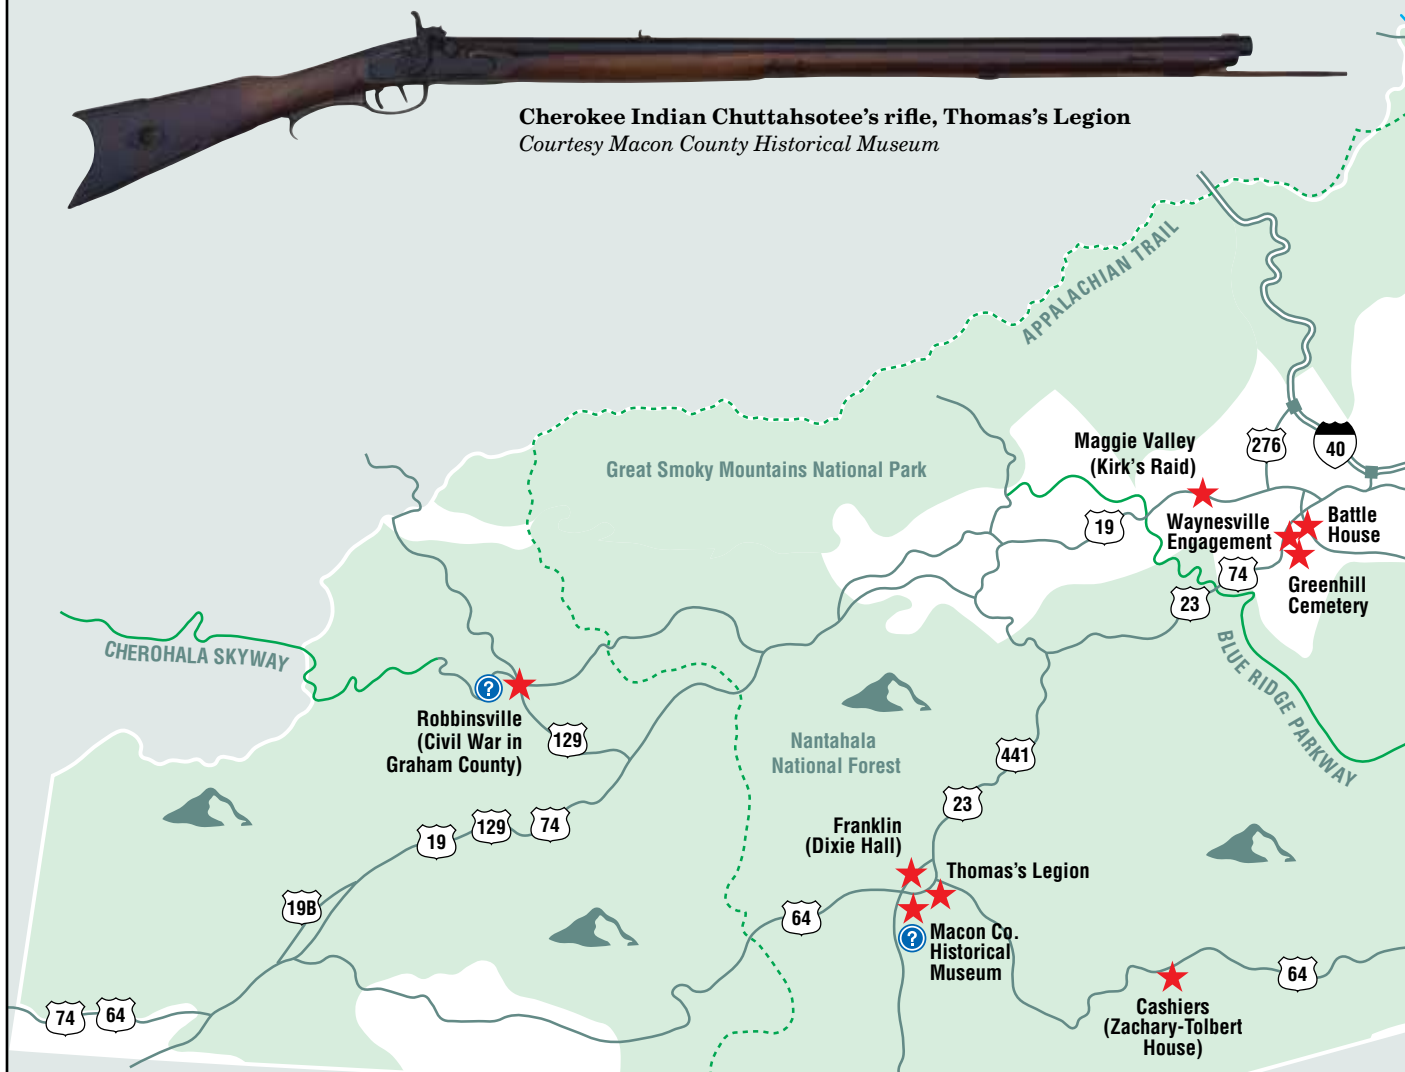 Cherokee Indian Chuttahsotee's rifle, Thomas's Legion
Courtesy Macon County Historical Museum
APPALACHIAN TRAIL
Great Smoky Mountains National Park
Maggie Valley
(Kirk's Raid)
276
40
19
Waynesville
Engagement
Battle
House
74
Greenhill
Cemetery
23
BLUE RIDGE PARKWAY
CHEROHALA SKYWAY
?
Robbinsville
(Civil War in
Graham County)
129
Nantahala
National Forest
441
23
19
129
74
Franklin
(Dixie Hall)
Thomas's Legion
19B
64
?
Macon Co.
Historical
Museum
64
Cashiers
(Zachary-Tolbert
House)
74
64